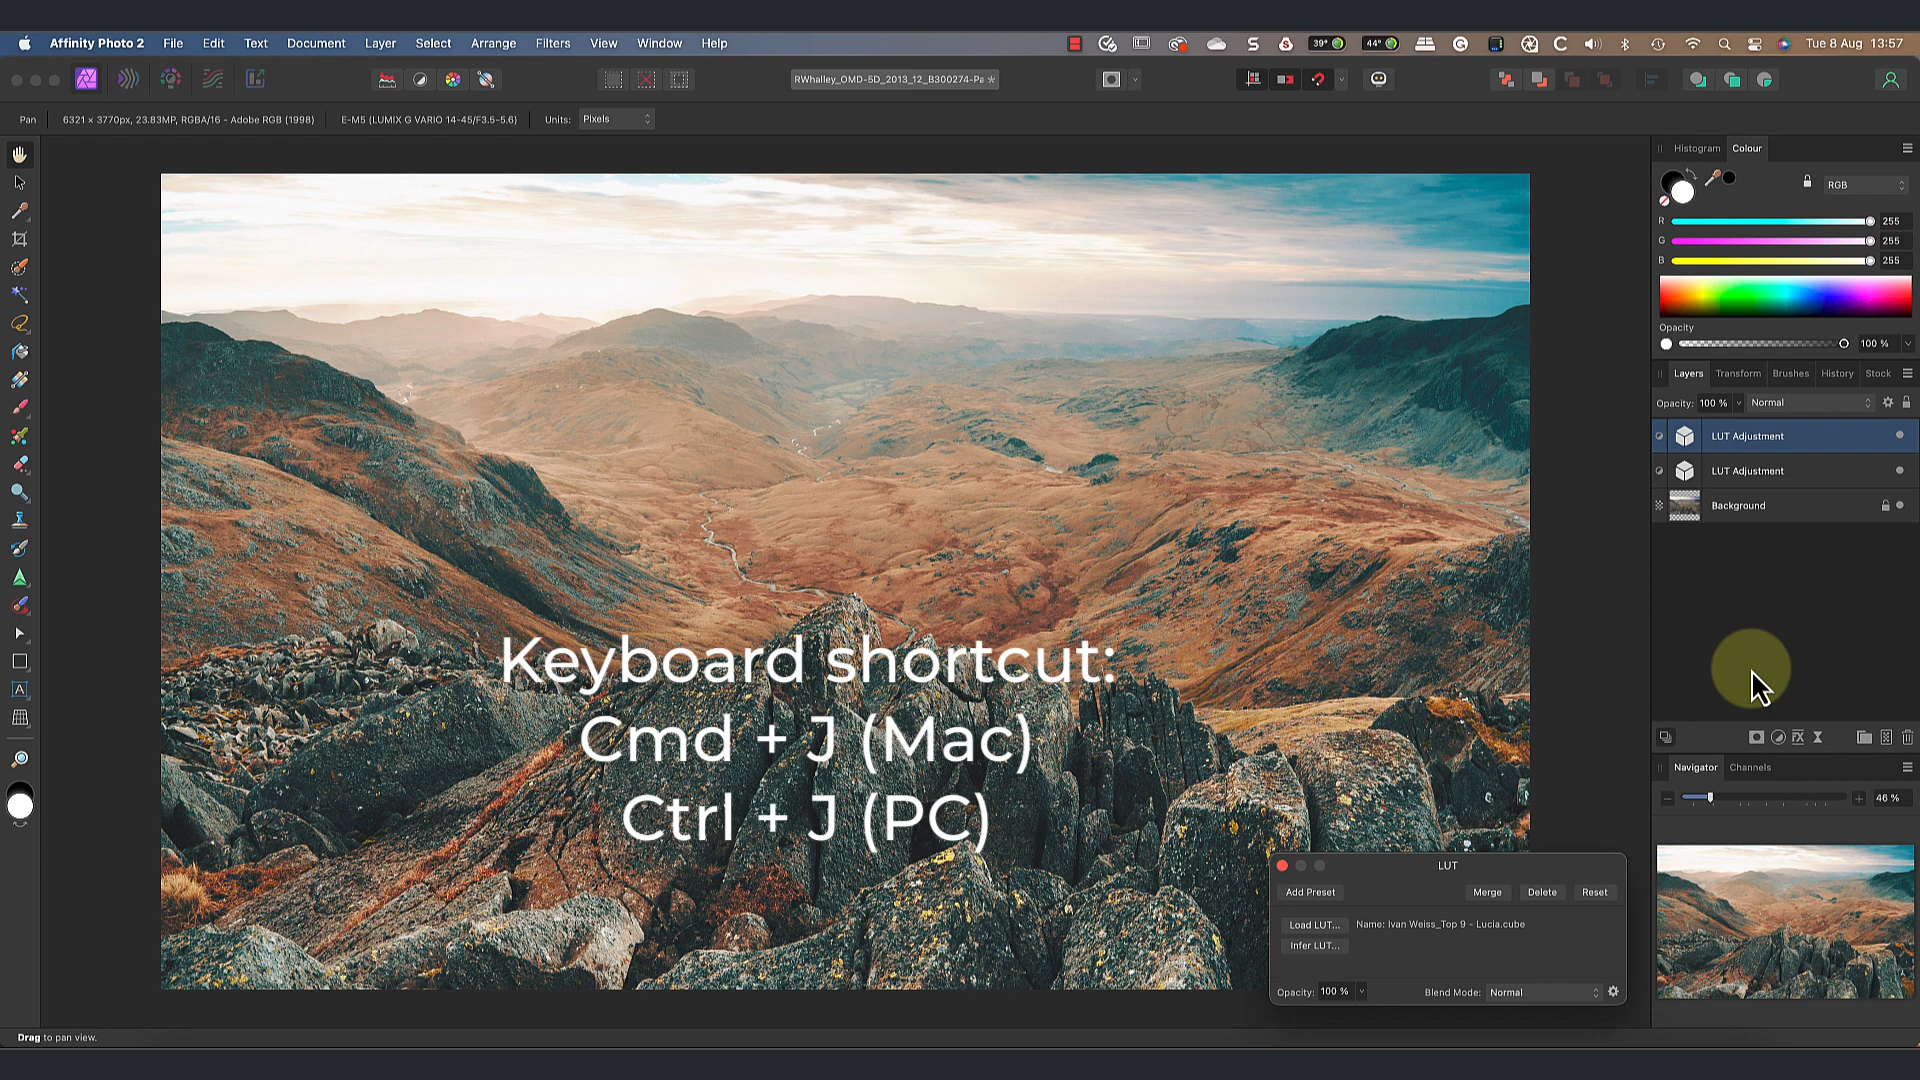 Affinity Photo 2 File Edit Text Document Layer Select Arrange Filters View Window Help 39° 44° Tue 8 Aug 13:57
RWhalley_OMD-5D_2013_12_B300274-Pa *
Pan 6321 × 3770px, 23.83MP, RGBA/16 - Adobe RGB (1998) E-M5 (LUMIX G VARIO 14-45/F3.5-5.6) Units: Pixels
Histogram Colour
RGB
R 255
G 255
B 255
Opacity
100 %
Layers Transform Brushes History Stock
Opacity: 100 % Normal
LUT Adjustment
LUT Adjustment
Background
Keyboard shortcut:
Cmd + J (Mac)
Ctrl + J (PC)
Navigator Channels
46 %
LUT
Add Preset Merge Delete Reset
Load LUT... Name: Ivan Weiss_Top 9 - Lucia.cube
Infer LUT...
Opacity: 100 % Blend Mode: Normal
Drag to pan view.